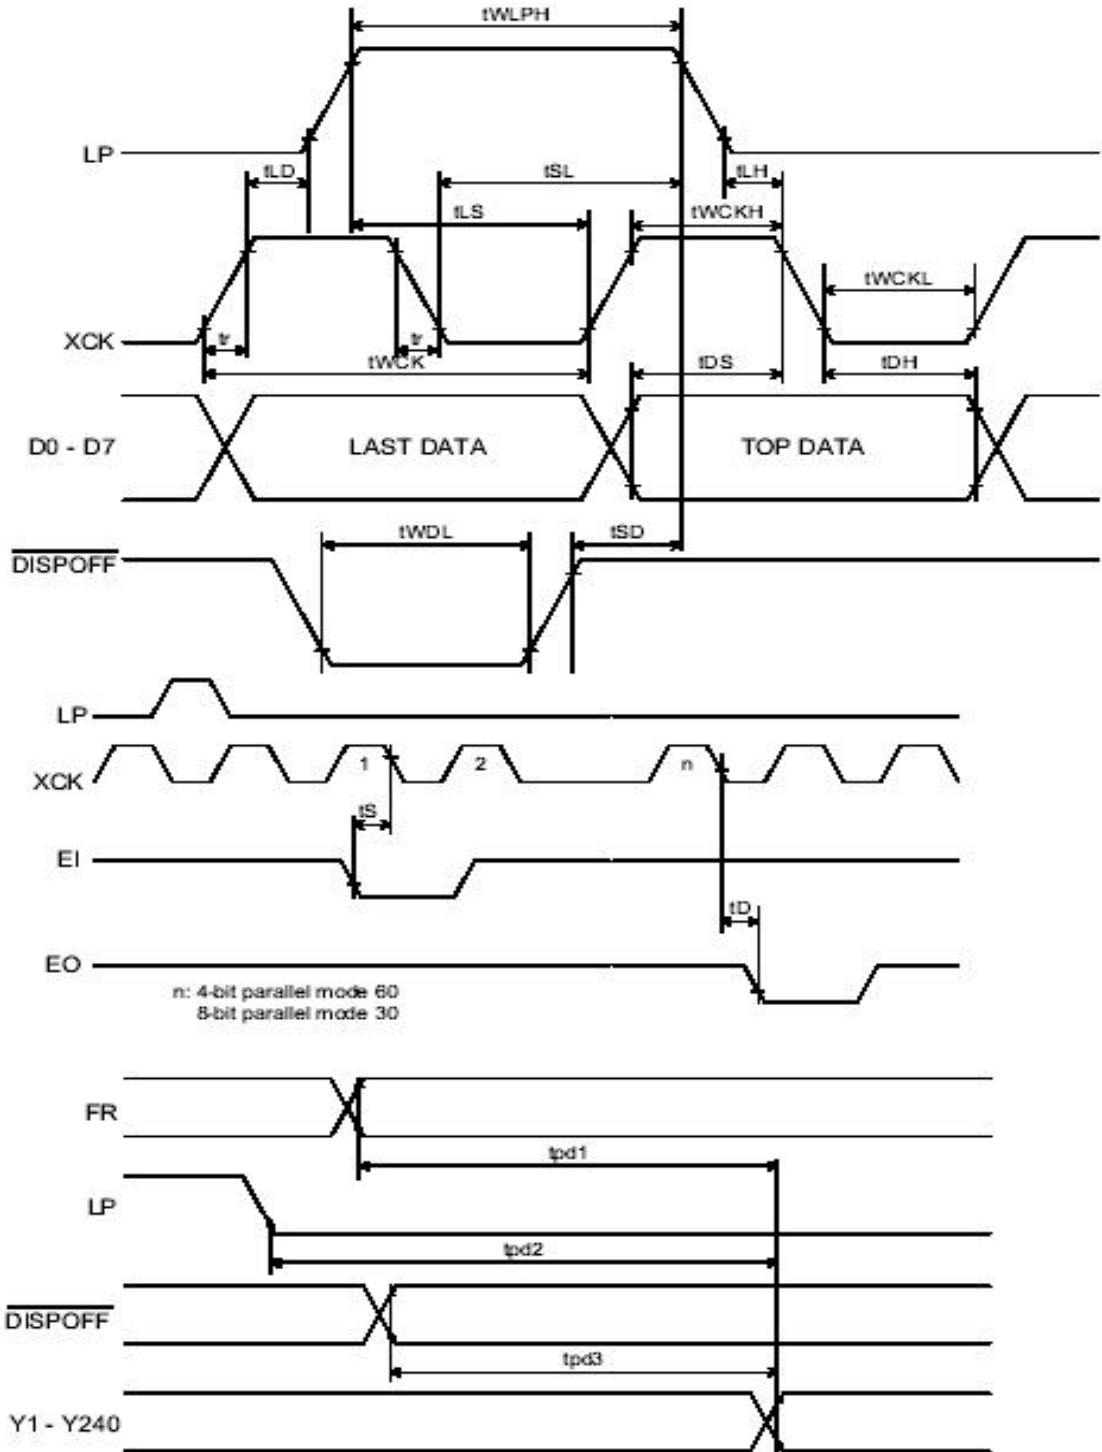 tWLPH
LP
tLD
tSL
tLH
tLS
tWCKH
tWCKL
XCK
tr
tr
tWCK
tDS
tDH
D0 - D7
LAST DATA
TOP DATA
tWDL
tSD
DISPOFF
LP
XCK
1
2
n
tS
EI
tD
EO
n: 4-bit parallel mode 60
8-bit parallel mode 30
FR
tpd1
LP
tpd2
DISPOFF
tpd3
Y1 - Y240